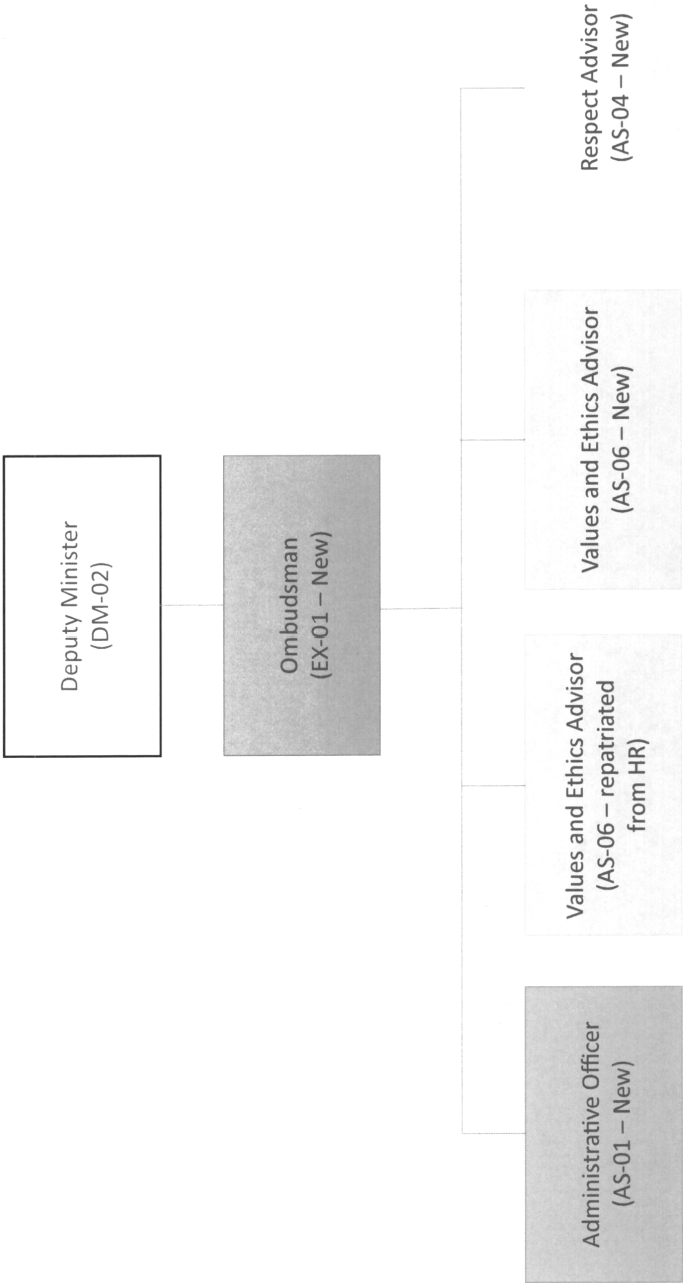 Deputy Minister
(DM-02)
Ombudsman
(EX-01 – New)
Administrative Officer
(AS-01 – New)
Values and Ethics Advisor
(AS-06 – repatriated
from HR)
Values and Ethics Advisor
(AS-06 – New)
Respect Advisor
(AS-04 – New)